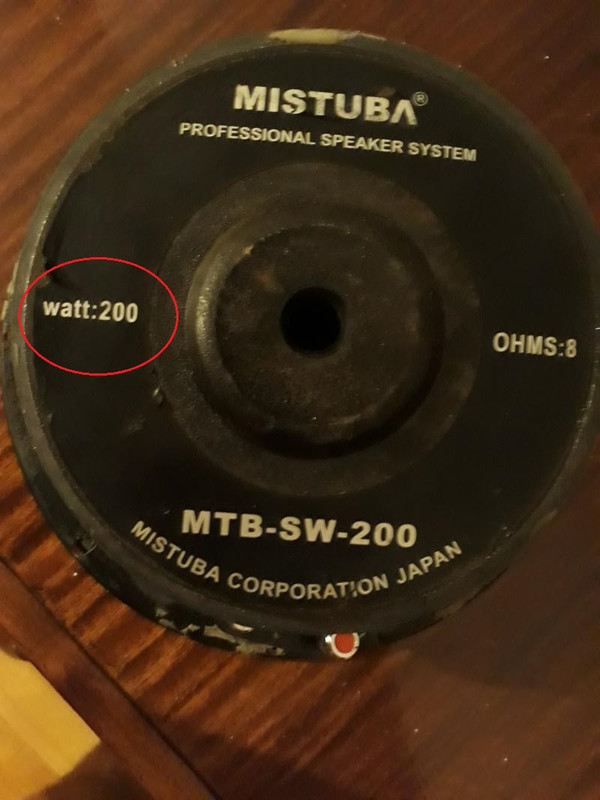 MISTUBA®
PROFESSIONAL SPEAKER SYSTEM
watt:200
OHMS:8
MTB-SW-200
MISTUBA CORPORATION JAPAN